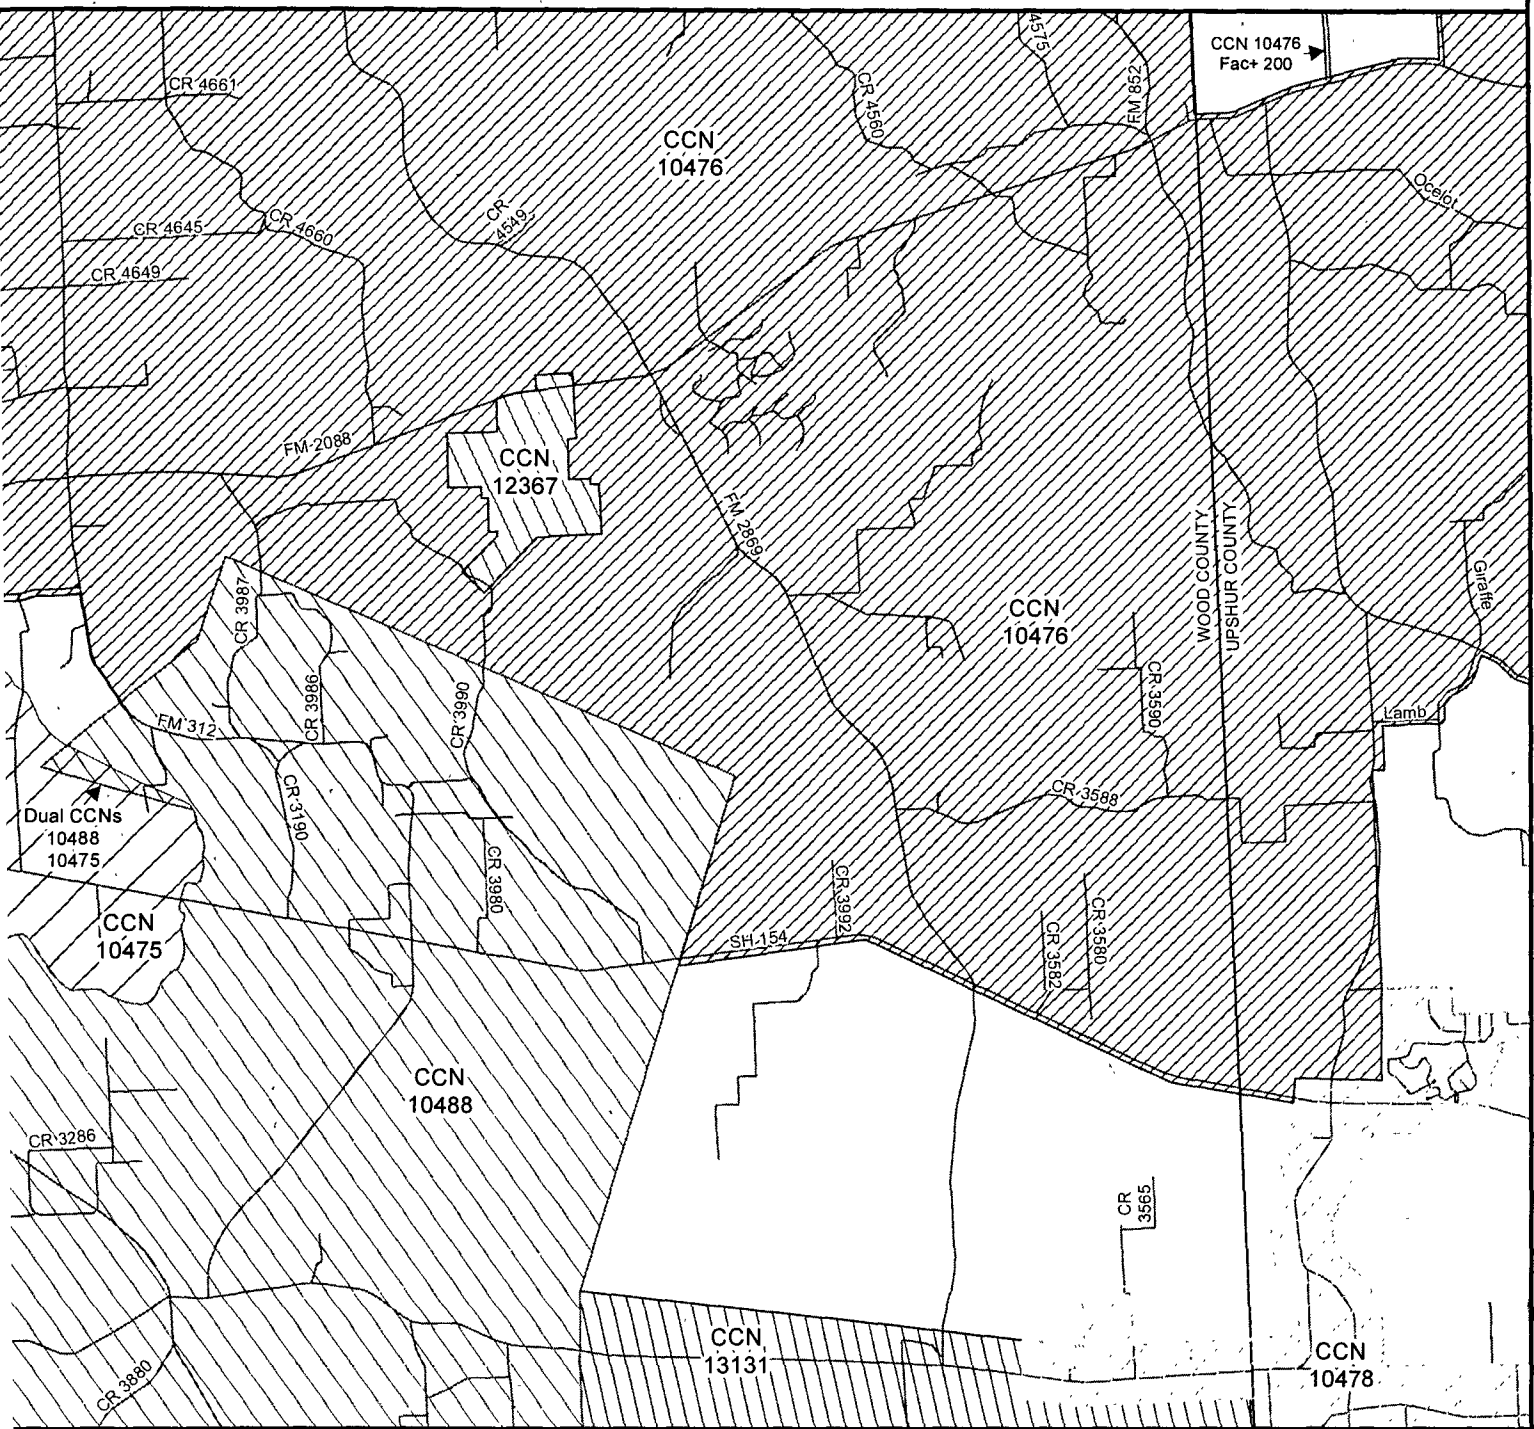 4575
CCN 10476
Fac+ 200
FM 852
CR 4661
CR 4560
CCN
10476
Ocelot
CR 4645
CR 4660
CR
4549
CR 4649
FM 2088
CCN
12367
FM 2869
WOOD COUNTY
UPSHUR COUNTY
Giraffe
CR 3987
CCN
10476
CR 3986
CR 3990
CR 3590
FM 312
Lamb
CR 3190
CR 3588
Dual CCNs
10488
10475
CR 3980
CR 3992
CR 3582
CR 3580
CCN
10475
SH 154
CCN
10488
CR 3286
CR
3565
CCN
13131
CCN
10478
CR 3880